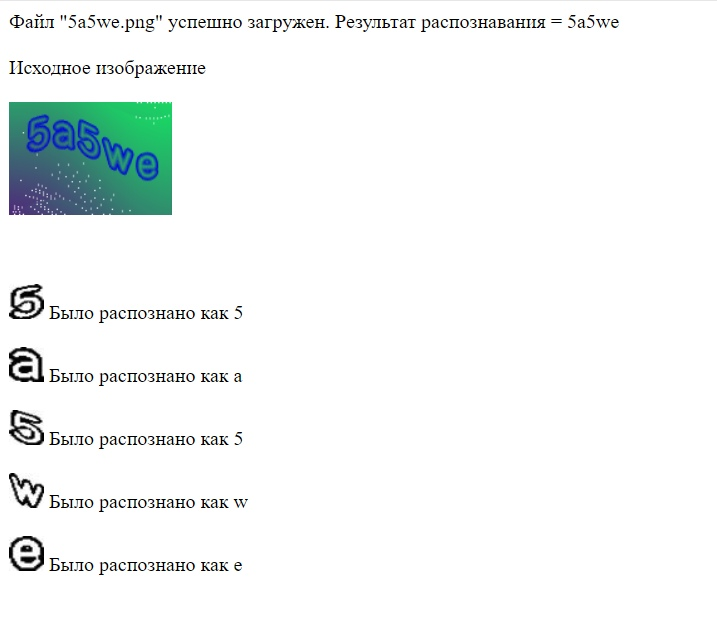 Файл "5a5we.png" успешно загружен. Результат распознавания = 5a5we
Исходное изображение
5a5we
5 Было распознано как 5
a Было распознано как a
5 Было распознано как 5
w Было распознано как w
e Было распознано как e